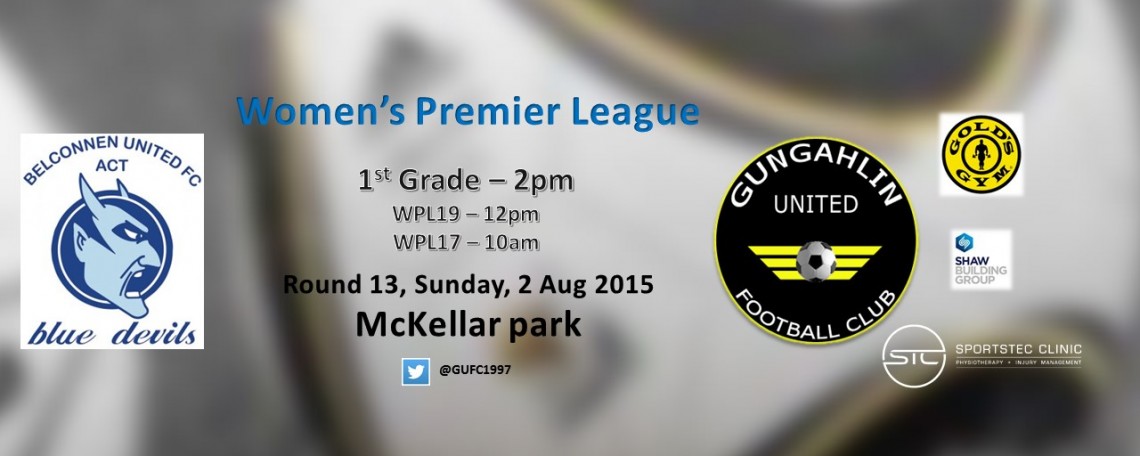 BELCONNEN UNITED FC
ACT
blue devils
Women's Premier League
1st Grade – 2pm
WPL19 – 12pm
WPL17 – 10am
Round 13, Sunday, 2 Aug 2015
McKellar park
@GUFC1997
GUNGAHLIN
UNITED
FOOTBALL CLUB
GOLD'S
GYM
SHAW
BUILDING
GROUP
STC
SPORTSTEC CLINIC
PHYSIOTHERAPY • INJURY MANAGEMENT